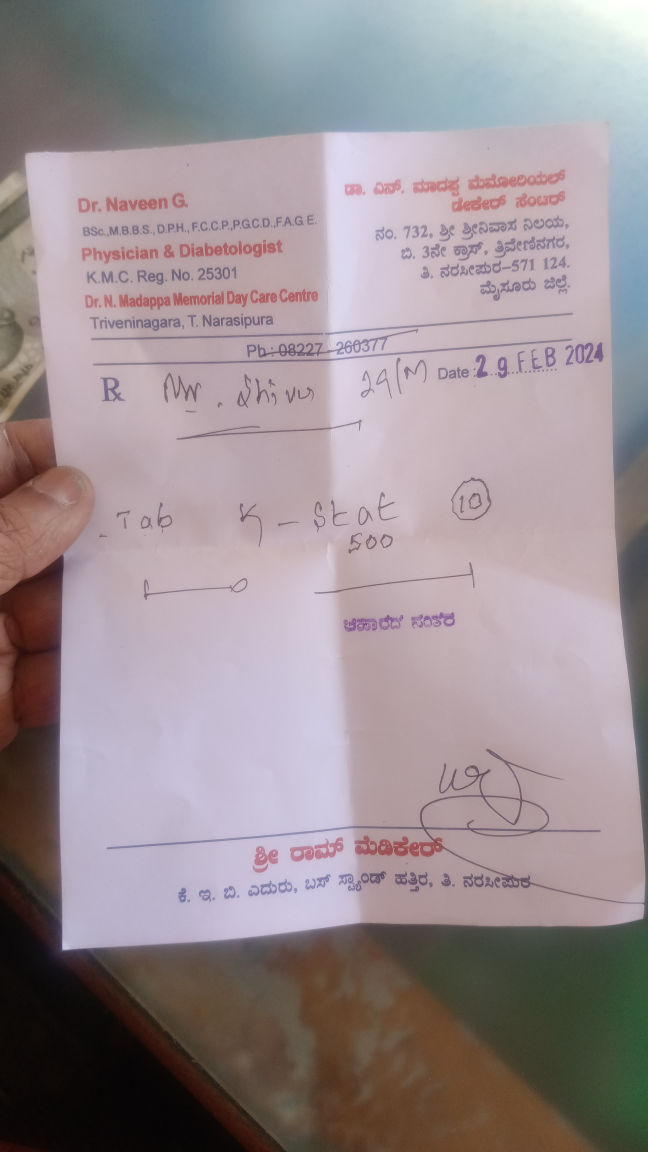 Dr. Naveen G.
BSc.,M.B.B.S., D.P.H., F.C.C.P.,P.G.C.D.,F.A.G.E.
Physician & Diabetologist
K.M.C. Reg. No. 25301
Dr. N. Madappa Memorial Day Care Centre
Triveninagara, T. Narasipura
ಡಾ. ಎನ್. ಮಾದಪ್ಪ ಮೆಮೋರಿಯಲ್
ಡೇಕೇರ್ ಸೆಂಟರ್
ನಂ. 732, ಶ್ರೀ ಶ್ರೀನಿವಾಸ ನಿಲಯ,
ಬಿ. 3ನೇ ಕ್ರಾಸ್, ತ್ರಿವೇಣಿನಗರ,
ತಿ. ನರಸೀಪುರ-571 124.
ಮೈಸೂರು ಜಿಲ್ಲೆ.
Ph : 08227 - 260377
℞ Mr. 29/M Date : 29 FEB 2024
Tab K - Stat 10
500
ಆಹಾರದ ನಂತರ
ಶ್ರೀ ರಾಮ್ ಮೆಡಿಕೇರ್
ಕೆ. ಇ. ಬಿ. ಎದುರು, ಬಸ್ ಸ್ಟ್ಯಾಂಡ್ ಹತ್ತಿರ, ತಿ. ನರಸೀಪುರ